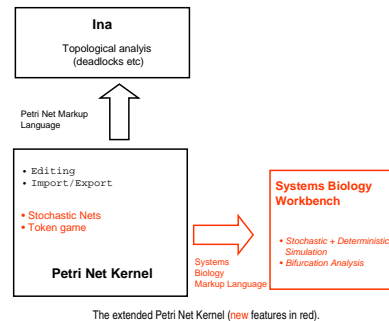 Ina
Topological analyis
(deadlocks etc)
Petri Net Markup
Language
• Editing
• Import/Export
• Stochastic Nets
• Token game
Petri Net Kernel
Systems
Biology
Markup Language
Systems Biology
Workbench
• Stochastic + Deterministic
Simulation
• Bifurcation Analysis
The extended Petri Net Kernel (new features in red).